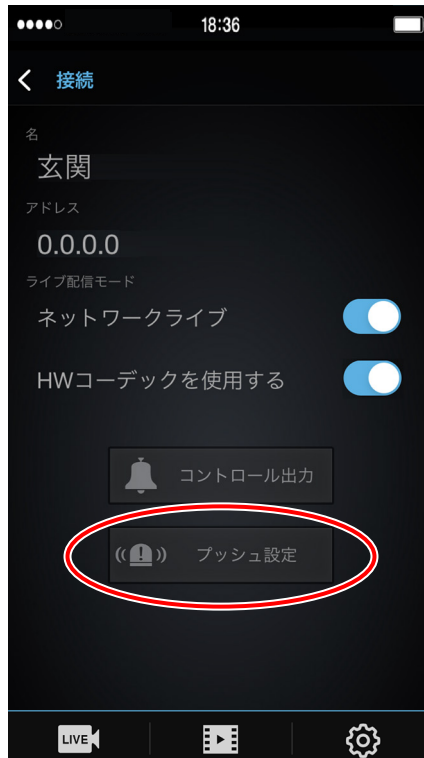 18:36
接続
名
玄関
アドレス
0.0.0.0
ライブ配信モード
ネットワークライブ
HWコーデックを使用する
コントロール出力
プッシュ設定
LIVE